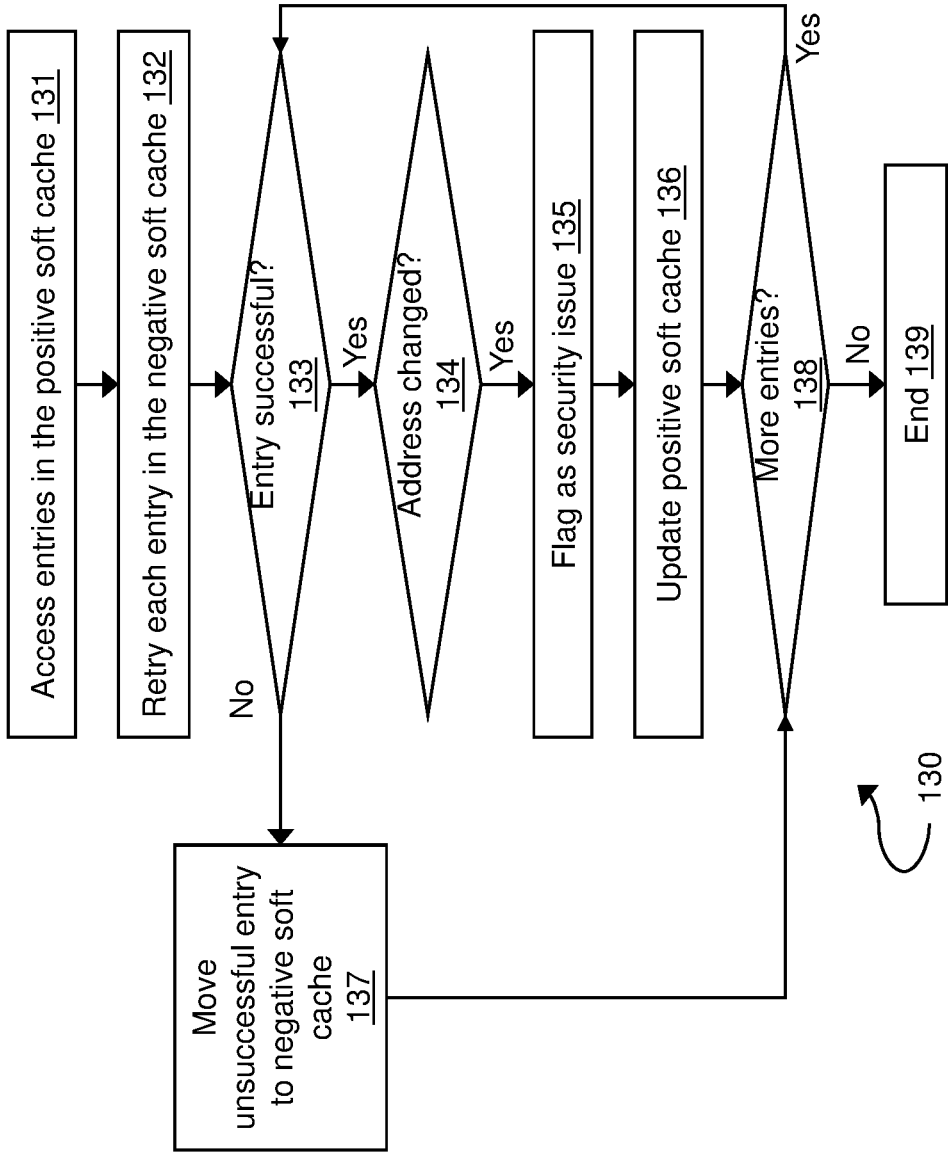 Access entries in the positive soft cache 131
Retry each entry in the negative soft cache 132
Entry successful?
133
No
Yes
Address changed?
134
Yes
Flag as security issue 135
Update positive soft cache 136
Move
unsuccessful entry
to negative soft
cache
137
More entries?
138
Yes
No
End 139
130